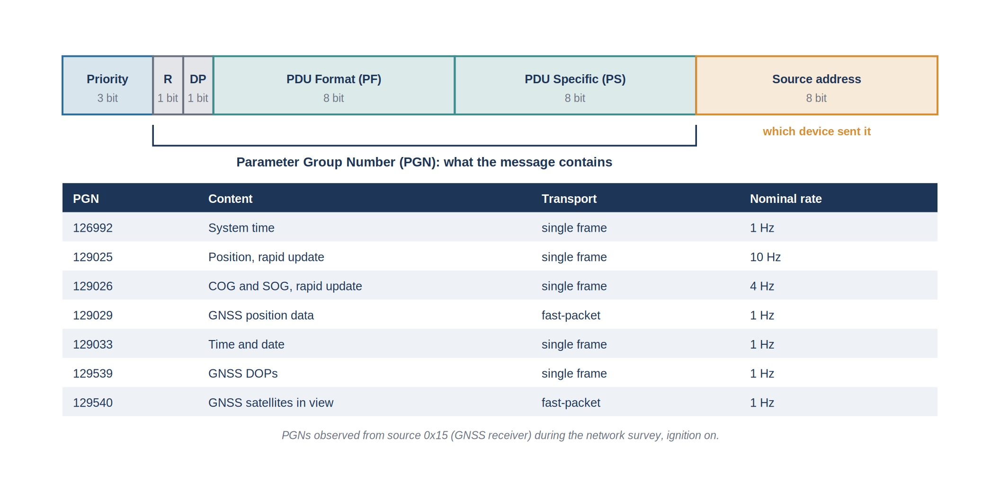 Priority R DP PDU Format (PF) PDU Specific (PS) Source address
3 bit 1 bit 1 bit 8 bit 8 bit 8 bit
which device sent it
Parameter Group Number (PGN): what the message contains
PGN Content Transport Nominal rate
126992 System time single frame 1 Hz
129025 Position, rapid update single frame 10 Hz
129026 COG and SOG, rapid update single frame 4 Hz
129029 GNSS position data fast-packet 1 Hz
129033 Time and date single frame 1 Hz
129539 GNSS DOPs single frame 1 Hz
129540 GNSS satellites in view fast-packet 1 Hz
PGNs observed from source 0x15 (GNSS receiver) during the network survey, ignition on.